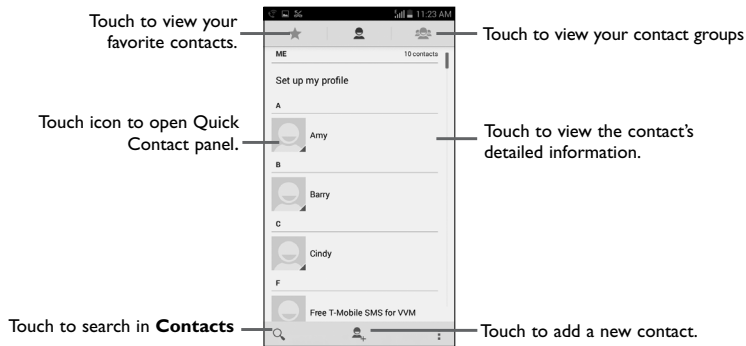 Touch to view your
favorite contacts.
11:23 AM
Touch to view your contact groups
ME 10 contacts
Set up my profile
A
Touch icon to open Quick
Contact panel.
Amy
Touch to view the contact's
detailed information.
B
Barry
C
Cindy
F
Free T-Mobile SMS for VVM
Touch to search in Contacts
Touch to add a new contact.